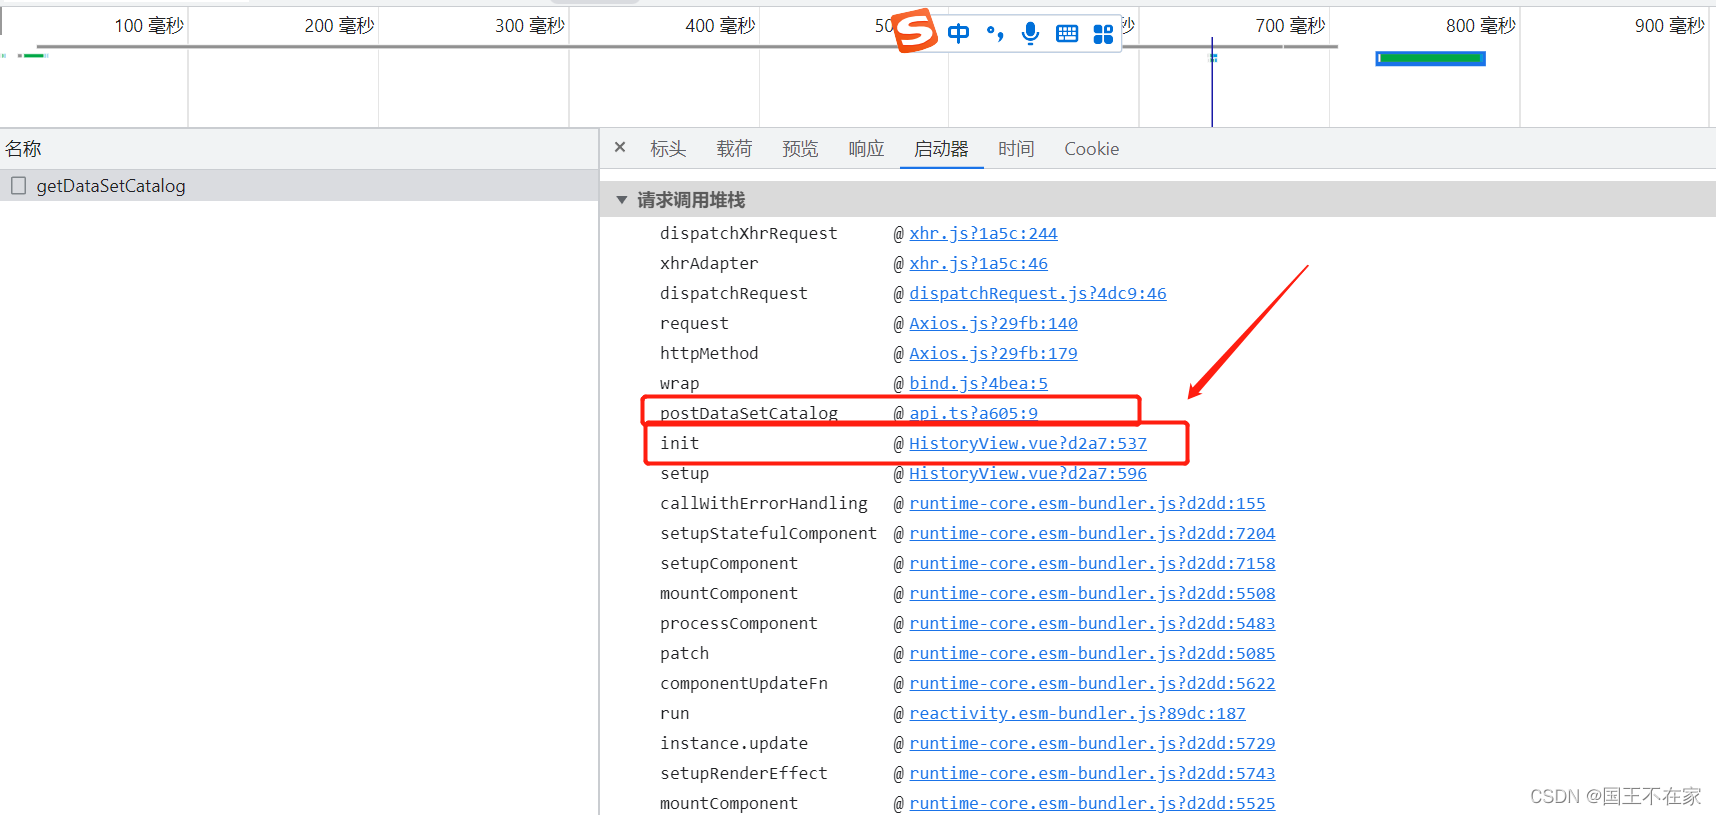 100 毫秒 200 毫秒 300 毫秒 400 毫秒 50 中 秒 700 毫秒 800 毫秒 900 毫秒
名称
× 标头 载荷 预览 响应 启动器 时间 Cookie
getDataSetCatalog
▼ 请求调用堆栈
dispatchXhrRequest @ xhr.js?1a5c:244
xhrAdapter @ xhr.js?1a5c:46
dispatchRequest @ dispatchRequest.js?4dc9:46
request @ Axios.js?29fb:140
httpMethod @ Axios.js?29fb:179
wrap @ bind.js?4bea:5
postDataSetCatalog @ api.ts?a605:9
init @ HistoryView.vue?d2a7:537
setup @ HistoryView.vue?d2a7:596
callWithErrorHandling @ runtime-core.esm-bundler.js?d2dd:155
setupStatefulComponent @ runtime-core.esm-bundler.js?d2dd:7204
setupComponent @ runtime-core.esm-bundler.js?d2dd:7158
mountComponent @ runtime-core.esm-bundler.js?d2dd:5508
processComponent @ runtime-core.esm-bundler.js?d2dd:5483
patch @ runtime-core.esm-bundler.js?d2dd:5085
componentUpdateFn @ runtime-core.esm-bundler.js?d2dd:5622
run @ reactivity.esm-bundler.js?89dc:187
instance.update @ runtime-core.esm-bundler.js?d2dd:5729
setupRenderEffect @ runtime-core.esm-bundler.js?d2dd:5743
mountComponent @ runtime-core.esm-bundler.js?d2dd:5525
CSDN @国王不在家